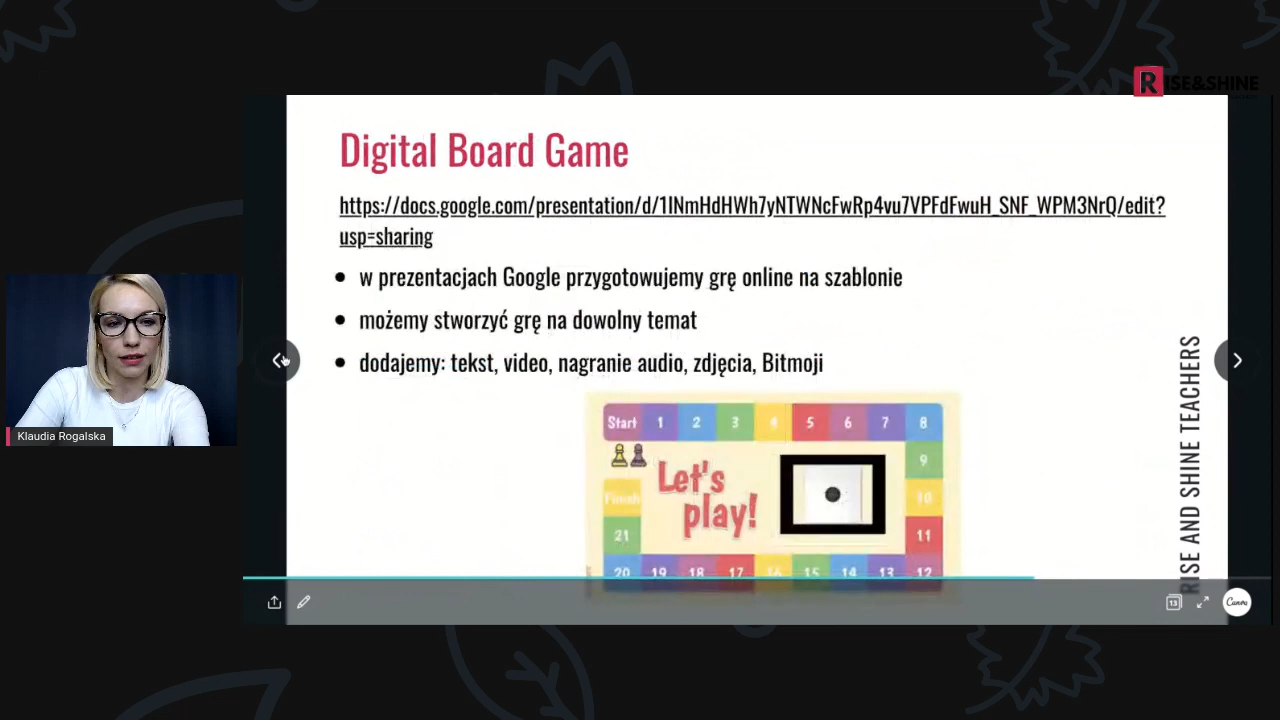 RISE&SHINE
Digital Board Game
https://docs.google.com/presentation/d/1INmHdHWh7yNTWNcFwRp4vu7VPFdFwuH_SNF_WPM3NrQ/edit?
usp=sharing
w prezentacjach Google przygotowujemy grę online na szablonie
możemy stworzyć grę na dowolny temat
dodajemy: tekst, video, nagranie audio, zdjęcia, Bitmoji
Start 1 2 3 4 5 6 7 8
9
Let's
Finish 10
play!
21 11
20 19 18 17 16 15 14 13 12
RISE AND SHINE TEACHERS
Klaudia Rogalska
13 Canva